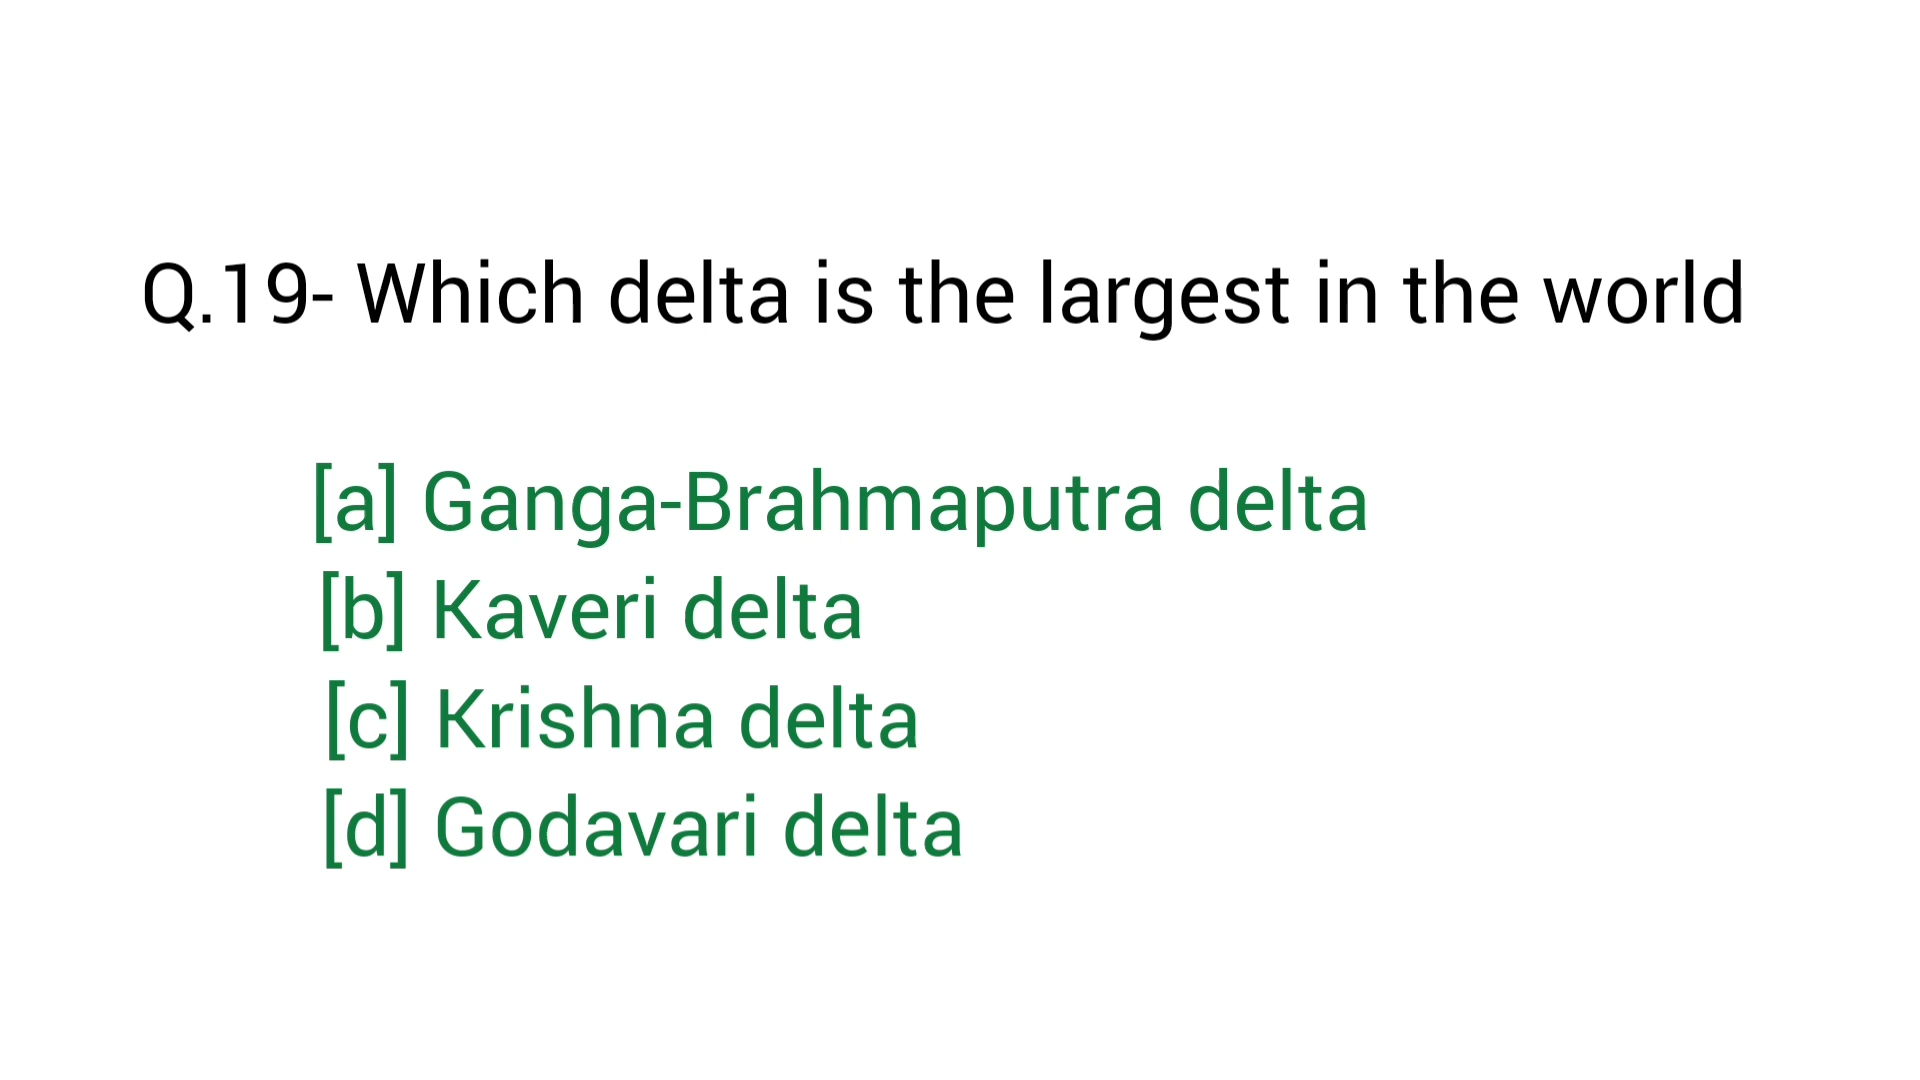 Q.19- Which delta is the largest in the world
[a] Ganga-Brahmaputra delta
[b] Kaveri delta
[c] Krishna delta
[d] Godavari delta